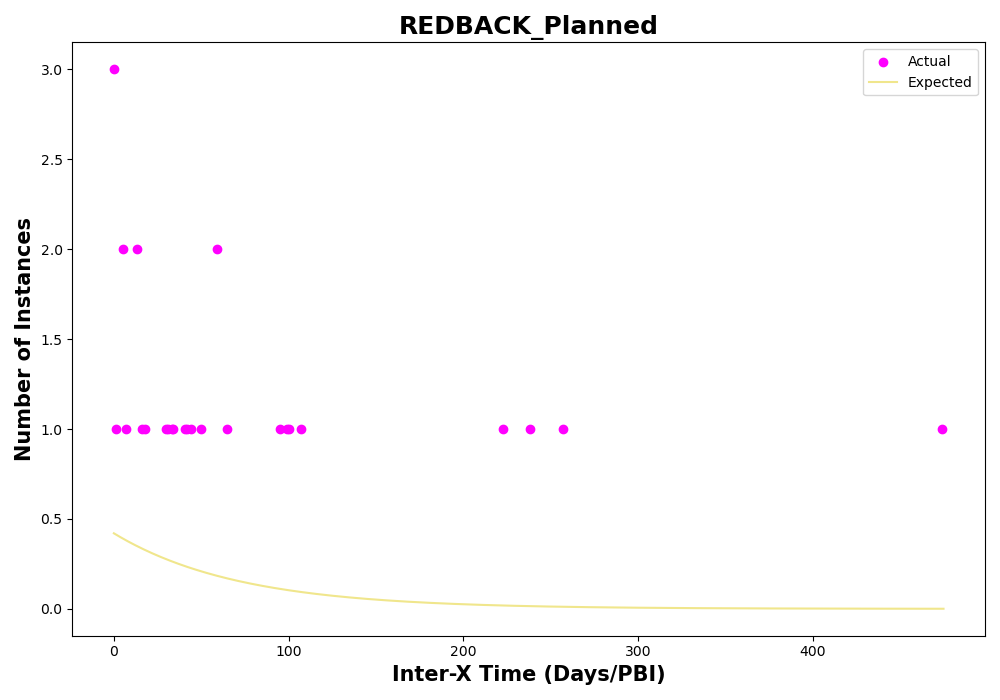 REDBACK_Planned
Actual
Expected
Number of Instances
3.0
2.5
2.0
1.5
1.0
0.5
0.0
0 100 200 300 400
Inter-X Time (Days/PBI)